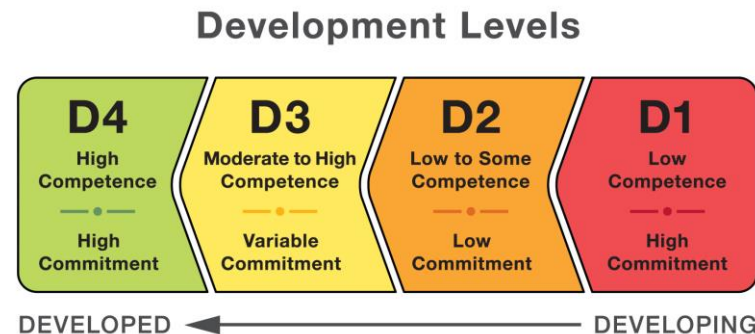 Development Levels
D4
High
Competence
High
Commitment
D3
Moderate to High
Competence
Variable
Commitment
D2
Low to Some
Competence
Low
Commitment
D1
Low
Competence
High
Commitment
DEVELOPED
DEVELOPING